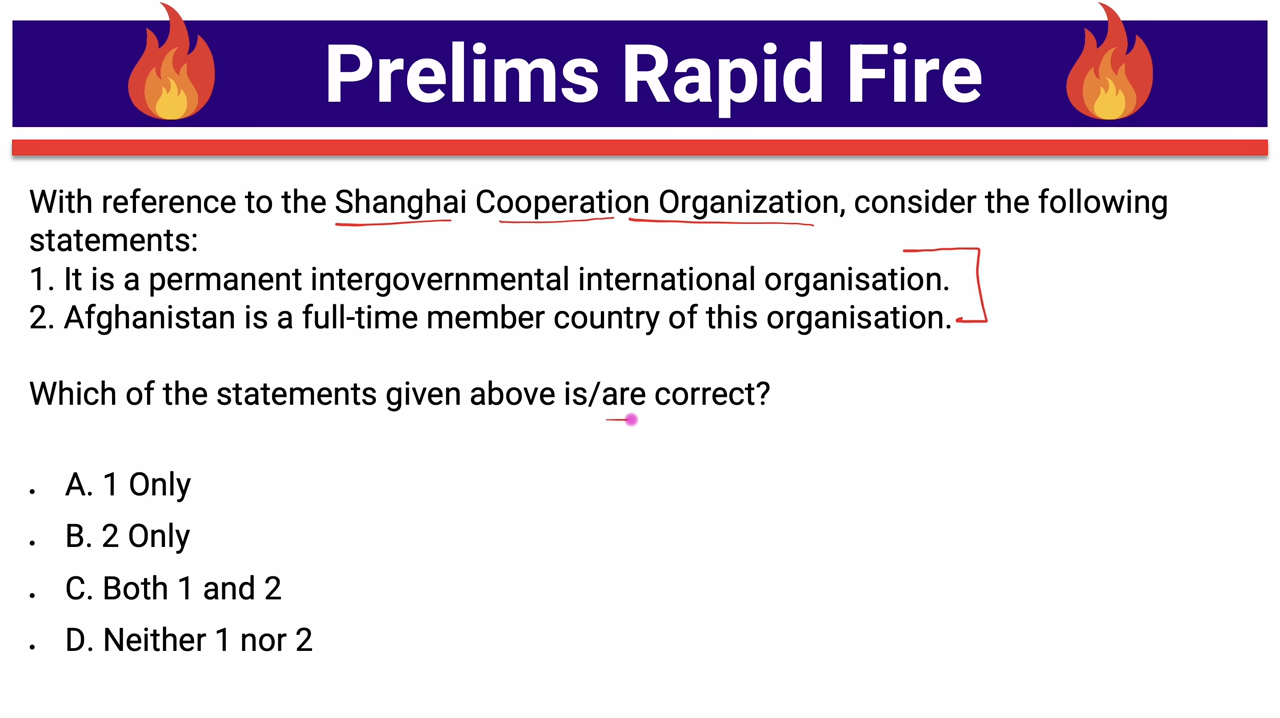 Prelims Rapid Fire
With reference to the Shanghai Cooperation Organization, consider the following
statements:
1. It is a permanent intergovernmental international organisation.
2. Afghanistan is a full-time member country of this organisation.
Which of the statements given above is/are correct?
. A. 1 Only
. B. 2 Only
. C. Both 1 and 2
. D. Neither 1 nor 2